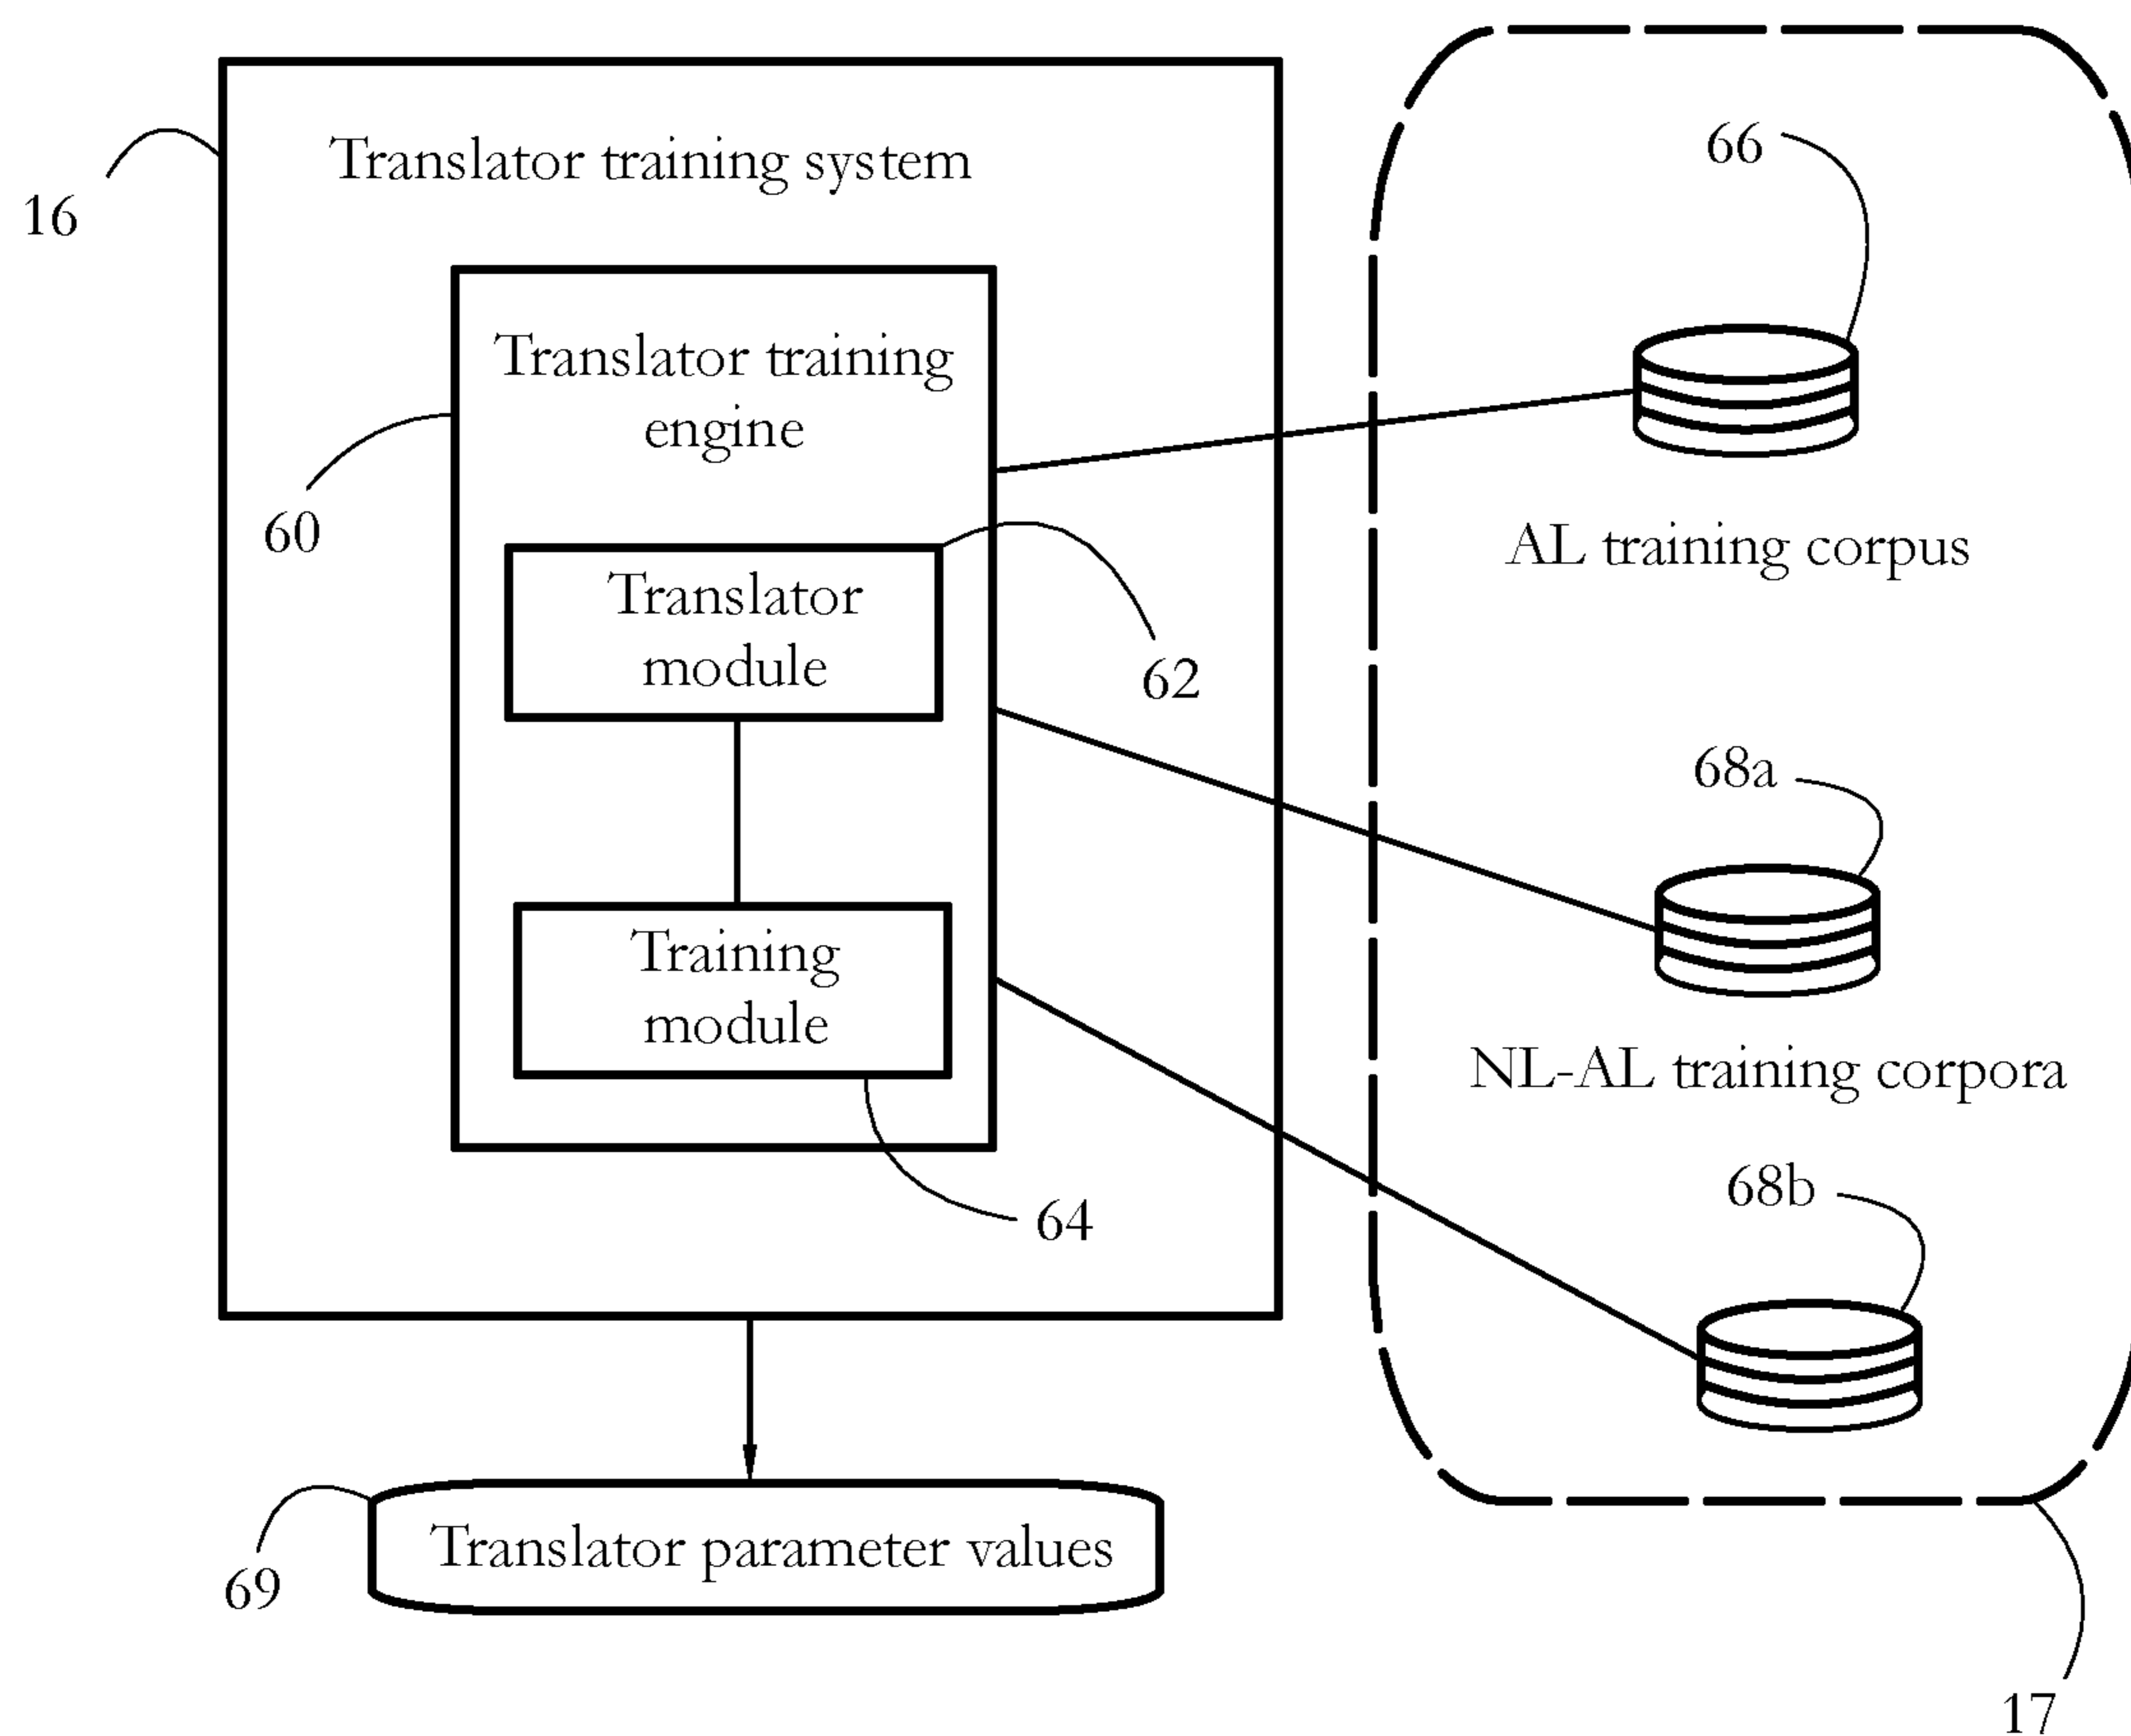 16
Translator training system
60
Translator training
engine
Translator
module
62
Training
module
64
66
AL training corpus
68a
NL-AL training corpora
68b
69
Translator parameter values
17